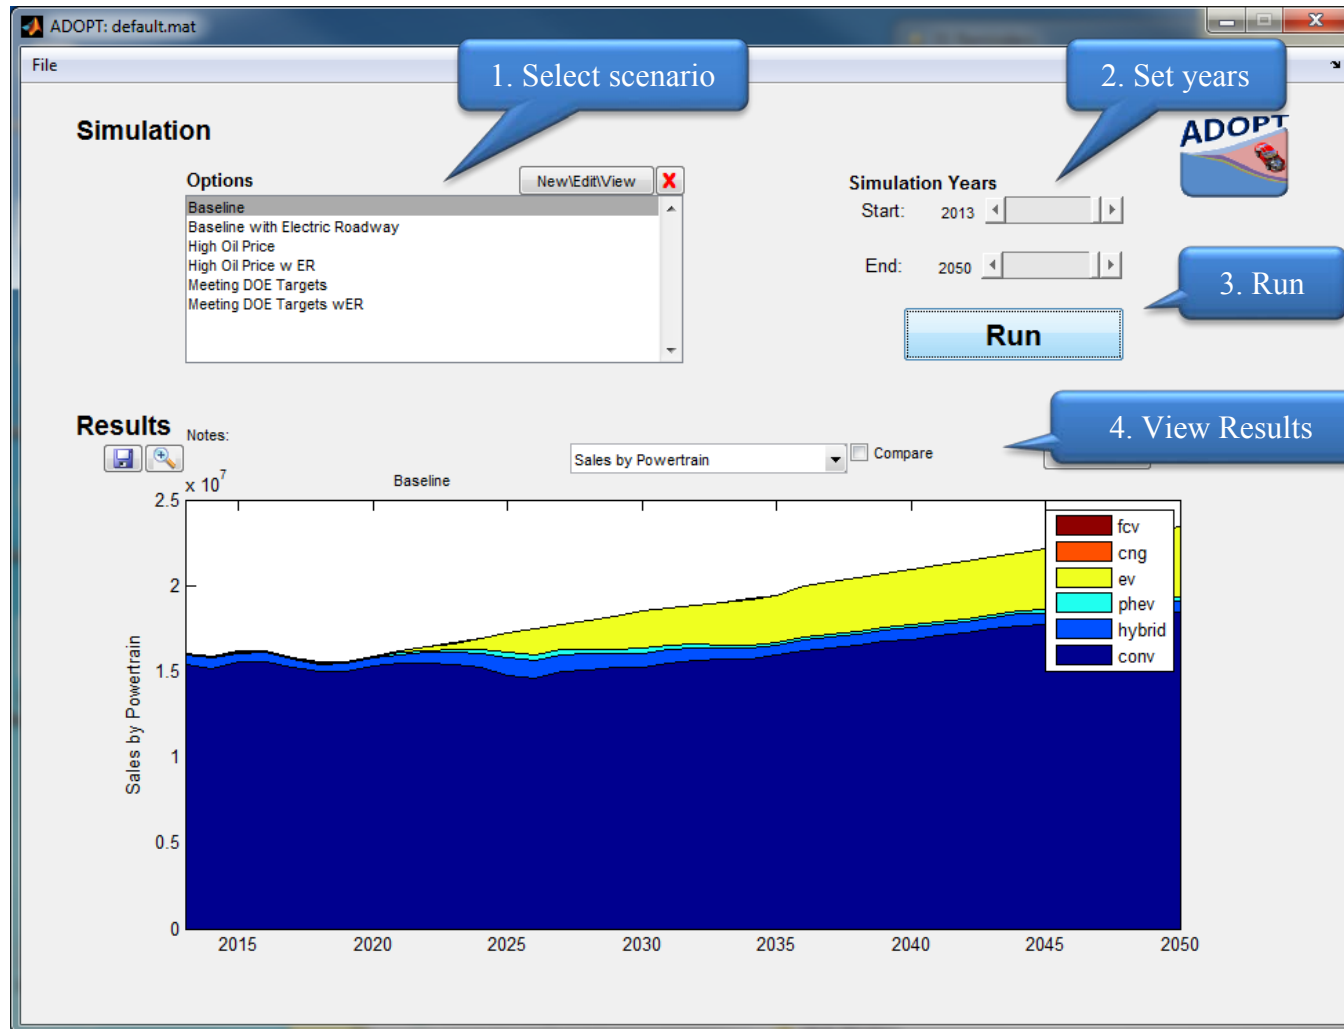 ADOPT: default.mat
File
1. Select scenario
2. Set years
Simulation
ADOPT
Options
New\Edit\View
Simulation Years
Baseline
Baseline with Electric Roadway
High Oil Price
High Oil Price w ER
Meeting DOE Targets
Meeting DOE Targets wER
Start: 2013
End: 2050
3. Run
Run
Results
Notes:
4. View Results
Sales by Powertrain
Compare
x 10^7
Baseline
2.5
2
1.5
1
0.5
0
Sales by Powertrain
fcv
cng
ev
phev
hybrid
conv
2015 2020 2025 2030 2035 2040 2045 2050